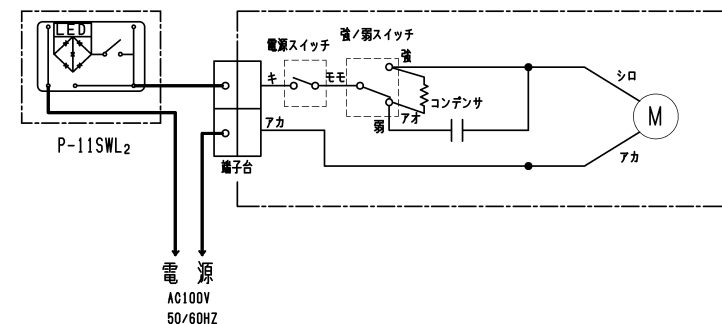 LED
P-11SWL2
電源
AC100V
50/60HZ
端子台
電源スイッチ
強/弱スイッチ
キ
モモ
強
弱
アオ
コンデンサ
アカ
シロ
M
アカ